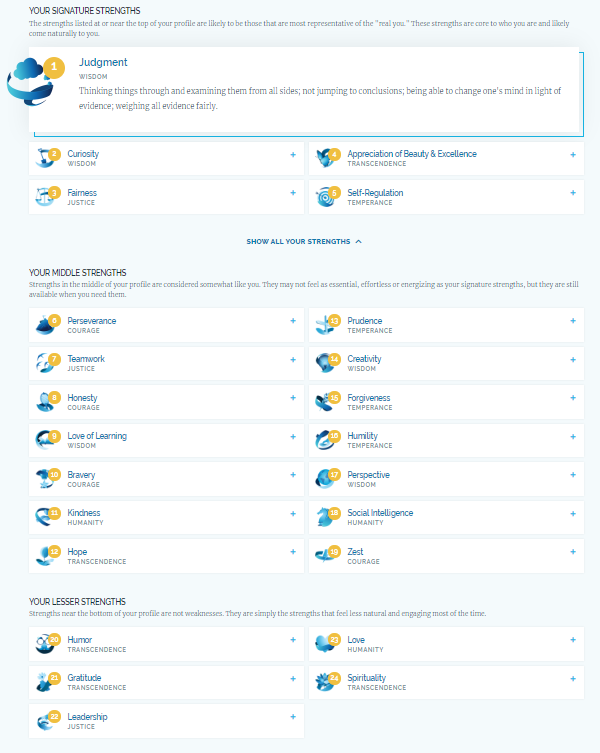 YOUR SIGNATURE STRENGTHS
The strengths listed at or near the top of your profile are likely to be those that are most representative of the "real you." These strengths are core to who you are and likely
come naturally to you.
1
Judgment
WISDOM
Thinking things through and examining them from all sides; not jumping to conclusions; being able to change one's mind in light of
evidence; weighing all evidence fairly.
2
Curiosity
WISDOM
3
Fairness
JUSTICE
4
Appreciation of Beauty & Excellence
TRANSCENDENCE
5
Self-Regulation
TEMPERANCE
SHOW ALL YOUR STRENGTHS
YOUR MIDDLE STRENGTHS
Strengths in the middle of your profile are considered somewhat like you. They may not feel as essential, effortless or energizing as your signature strengths, but they are still
available when you need them.
6
Perseverance
COURAGE
7
Teamwork
JUSTICE
8
Honesty
COURAGE
9
Love of Learning
WISDOM
10
Bravery
COURAGE
11
Kindness
HUMANITY
12
Hope
TRANSCENDENCE
13
Prudence
TEMPERANCE
14
Creativity
WISDOM
15
Forgiveness
TEMPERANCE
16
Humility
TEMPERANCE
17
Perspective
WISDOM
18
Social Intelligence
HUMANITY
19
Zest
COURAGE
YOUR LESSER STRENGTHS
Strengths near the bottom of your profile are not weaknesses. They are simply the strengths that feel less natural and engaging most of the time.
20
Humor
TRANSCENDENCE
21
Gratitude
TRANSCENDENCE
22
Leadership
JUSTICE
23
Love
HUMANITY
24
Spirituality
TRANSCENDENCE